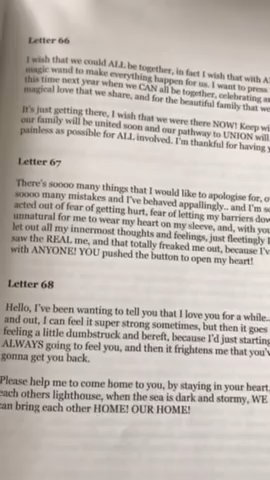 Letter 66
I wish that we could ALL be together, in fact I wish that with A
magic wand to make everything happen for us. I want to press
this time next year when we CAN all be together, celebrating
magical love that we share, and for the beautiful family that we
It's just getting there, I wish that we were there NOW! Keep wi
our family will be united soon and our pathway to UNION will
painless as possible for ALL involved. I'm thankful for having
Letter 67
There's soooo many things that I would like to apologise for, o
soooo many mistakes and I've behaved appallingly.. and I'm s
acted out of fear of getting hurt, fear of letting my barriers dow
unnatural for me to wear my heart on my sleeve, and, with you
let out all my innermost thoughts and feelings, just fleetingly
saw the REAL me, and that totally freaked me out, because I'v
with ANYONE! YOU pushed the button to open my heart!
Letter 68
Hello, I've been wanting to tell you that I love you for a while..
and out, I can feel it super strong sometimes, but then it goes
feeling a little dumbstruck and bereft, because I'd just starting
ALWAYS going to feel you, and then it frightens me that you'v
gonna get you back.
Please help me to come home to you, by staying in your heart.
each others lighthouse, when the sea is dark and stormy, WE
can bring each other HOME! OUR HOME!